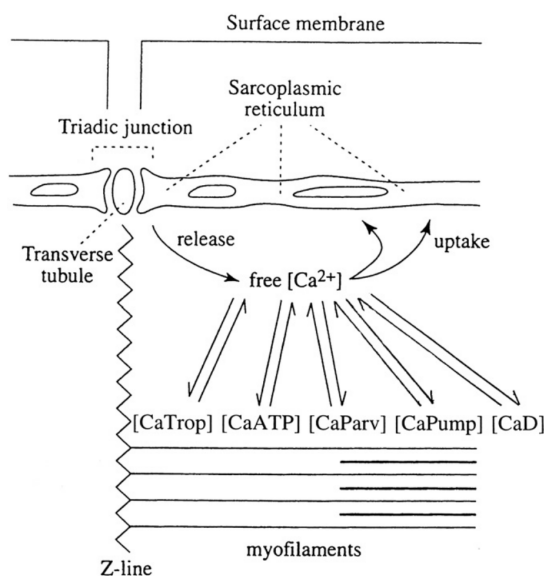 Surface membrane
Sarcoplasmic
reticulum
Triadic junction
Transverse
tubule
release
uptake
free [Ca²⁺]
[CaTrop] [CaATP] [CaParv] [CaPump] [CaD]
myofilaments
Z-line